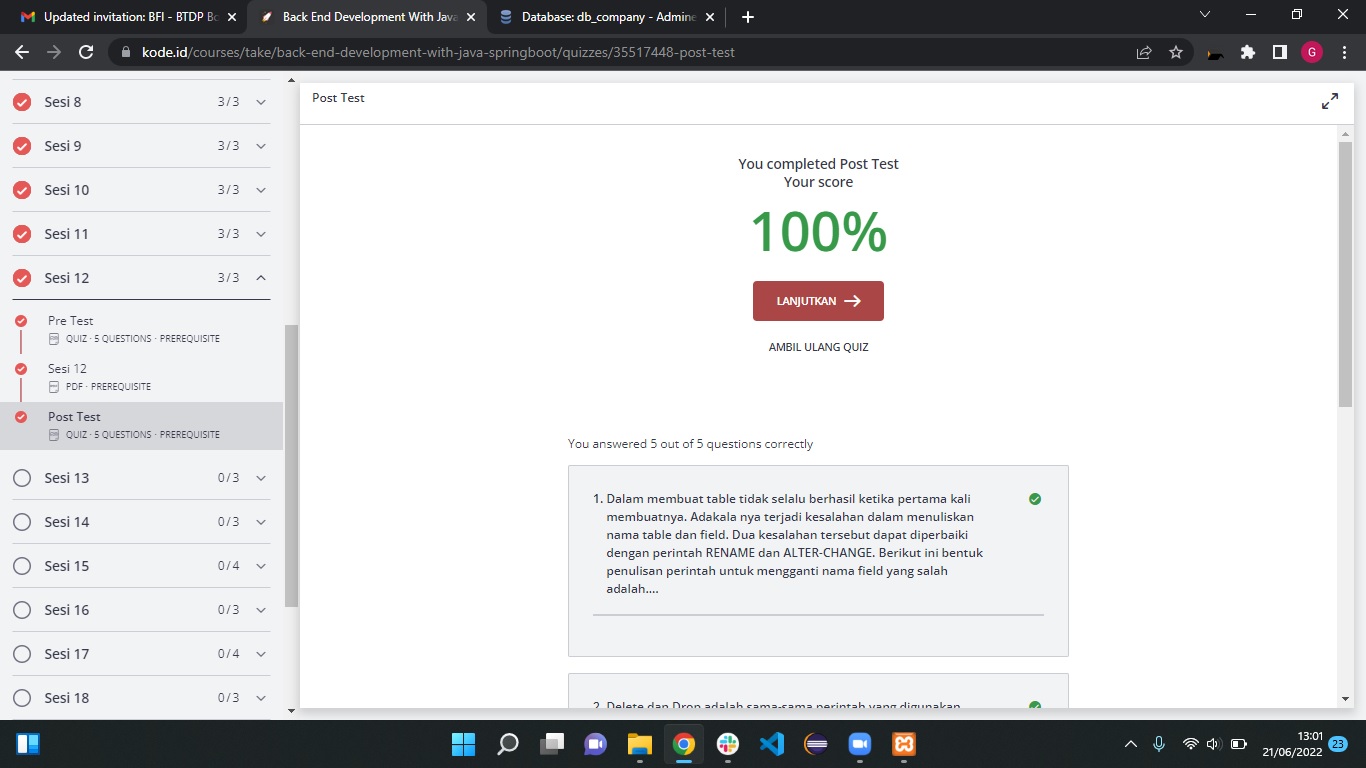 Updated invitation: BFI - BTDP Bo
Back End Development With Java
Database: db_company - Admine
kode.id/courses/take/back-end-development-with-java-springboot/quizzes/35517448-post-test
G
Sesi 8 3/3
Sesi 9 3/3
Sesi 10 3/3
Sesi 11 3/3
Sesi 12 3/3
Pre Test
QUIZ · 5 QUESTIONS · PREREQUISITE
Sesi 12
PDF · PREREQUISITE
Post Test
QUIZ · 5 QUESTIONS · PREREQUISITE
Sesi 13 0/3
Sesi 14 0/3
Sesi 15 0/4
Sesi 16 0/3
Sesi 17 0/4
Sesi 18 0/3
Post Test
You completed Post Test
Your score
100%
LANJUTKAN
AMBIL ULANG QUIZ
You answered 5 out of 5 questions correctly
1. Dalam membuat table tidak selalu berhasil ketika pertama kali
membuatnya. Adakala nya terjadi kesalahan dalam menuliskan
nama table dan field. Dua kesalahan tersebut dapat diperbaiki
dengan perintah RENAME dan ALTER-CHANGE. Berikut ini bentuk
penulisan perintah untuk mengganti nama field yang salah
adalah....
2. Delete dan Drop adalah sama-sama perintah yang digunakan
13:01
21/06/2022
23